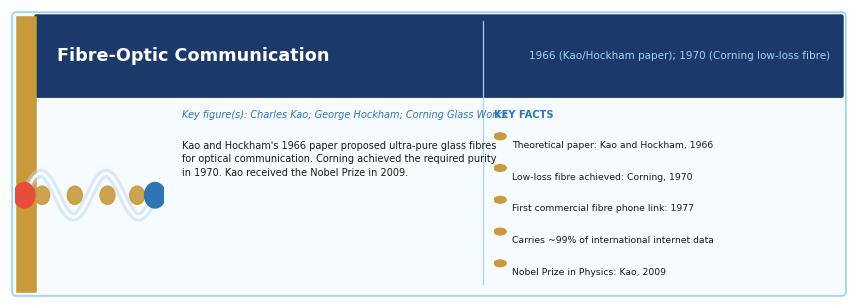 Fibre-Optic Communication
1966 (Kao/Hockham paper); 1970 (Corning low-loss fibre)
Key figure(s): Charles Kao; George Hockham; Corning Glass Works
Kao and Hockham's 1966 paper proposed ultra-pure glass fibres
for optical communication. Corning achieved the required purity
in 1970. Kao received the Nobel Prize in 2009.
KEY FACTS
Theoretical paper: Kao and Hockham, 1966
Low-loss fibre achieved: Corning, 1970
First commercial fibre phone link: 1977
Carries ~99% of international internet data
Nobel Prize in Physics: Kao, 2009